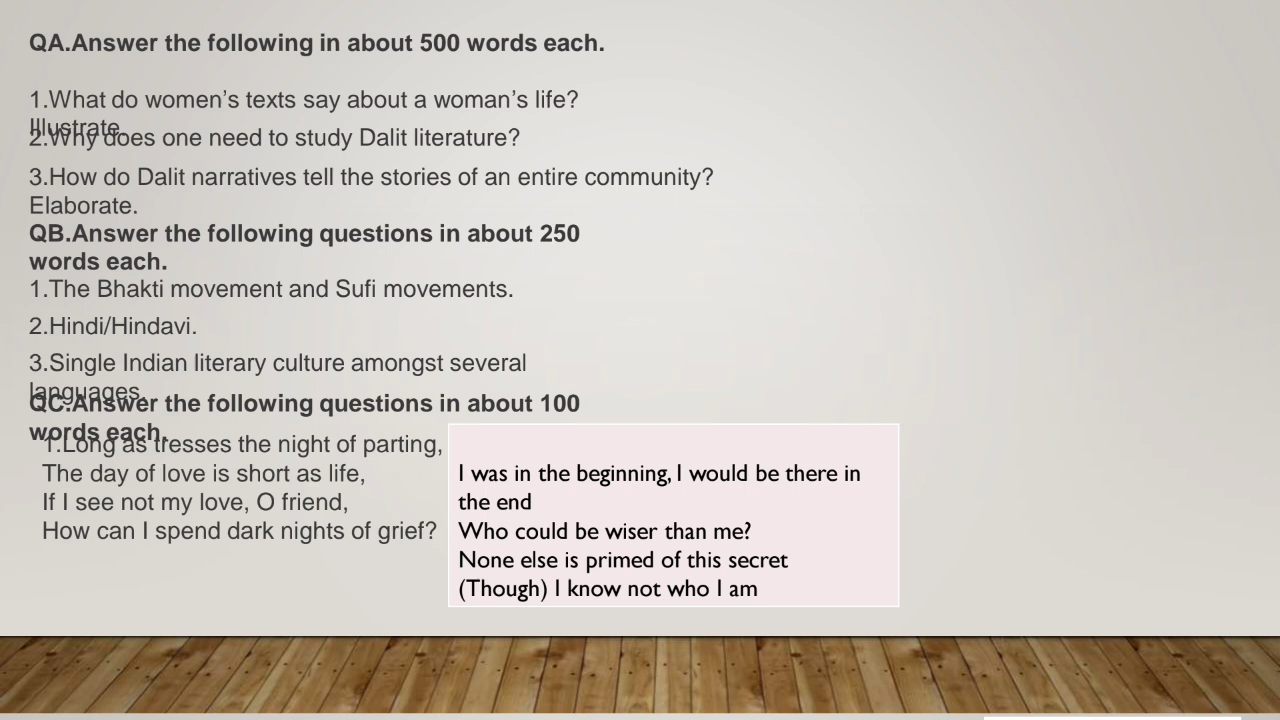 QA.Answer the following in about 500 words each.
1.What do women’s texts say about a woman’s life?
Illustrate.
2.Why does one need to study Dalit literature?
3.How do Dalit narratives tell the stories of an entire community?
Elaborate.
QB.Answer the following questions in about 250
words each.
1.The Bhakti movement and Sufi movements.
2.Hindi/Hindavi.
3.Single Indian literary culture amongst several
languages.
QC.Answer the following questions in about 100
words each.
1.Long as tresses the night of parting,
The day of love is short as life,
If I see not my love, O friend,
How can I spend dark nights of grief?
I was in the beginning, I would be there in
the end
Who could be wiser than me?
None else is primed of this secret
(Though) I know not who I am